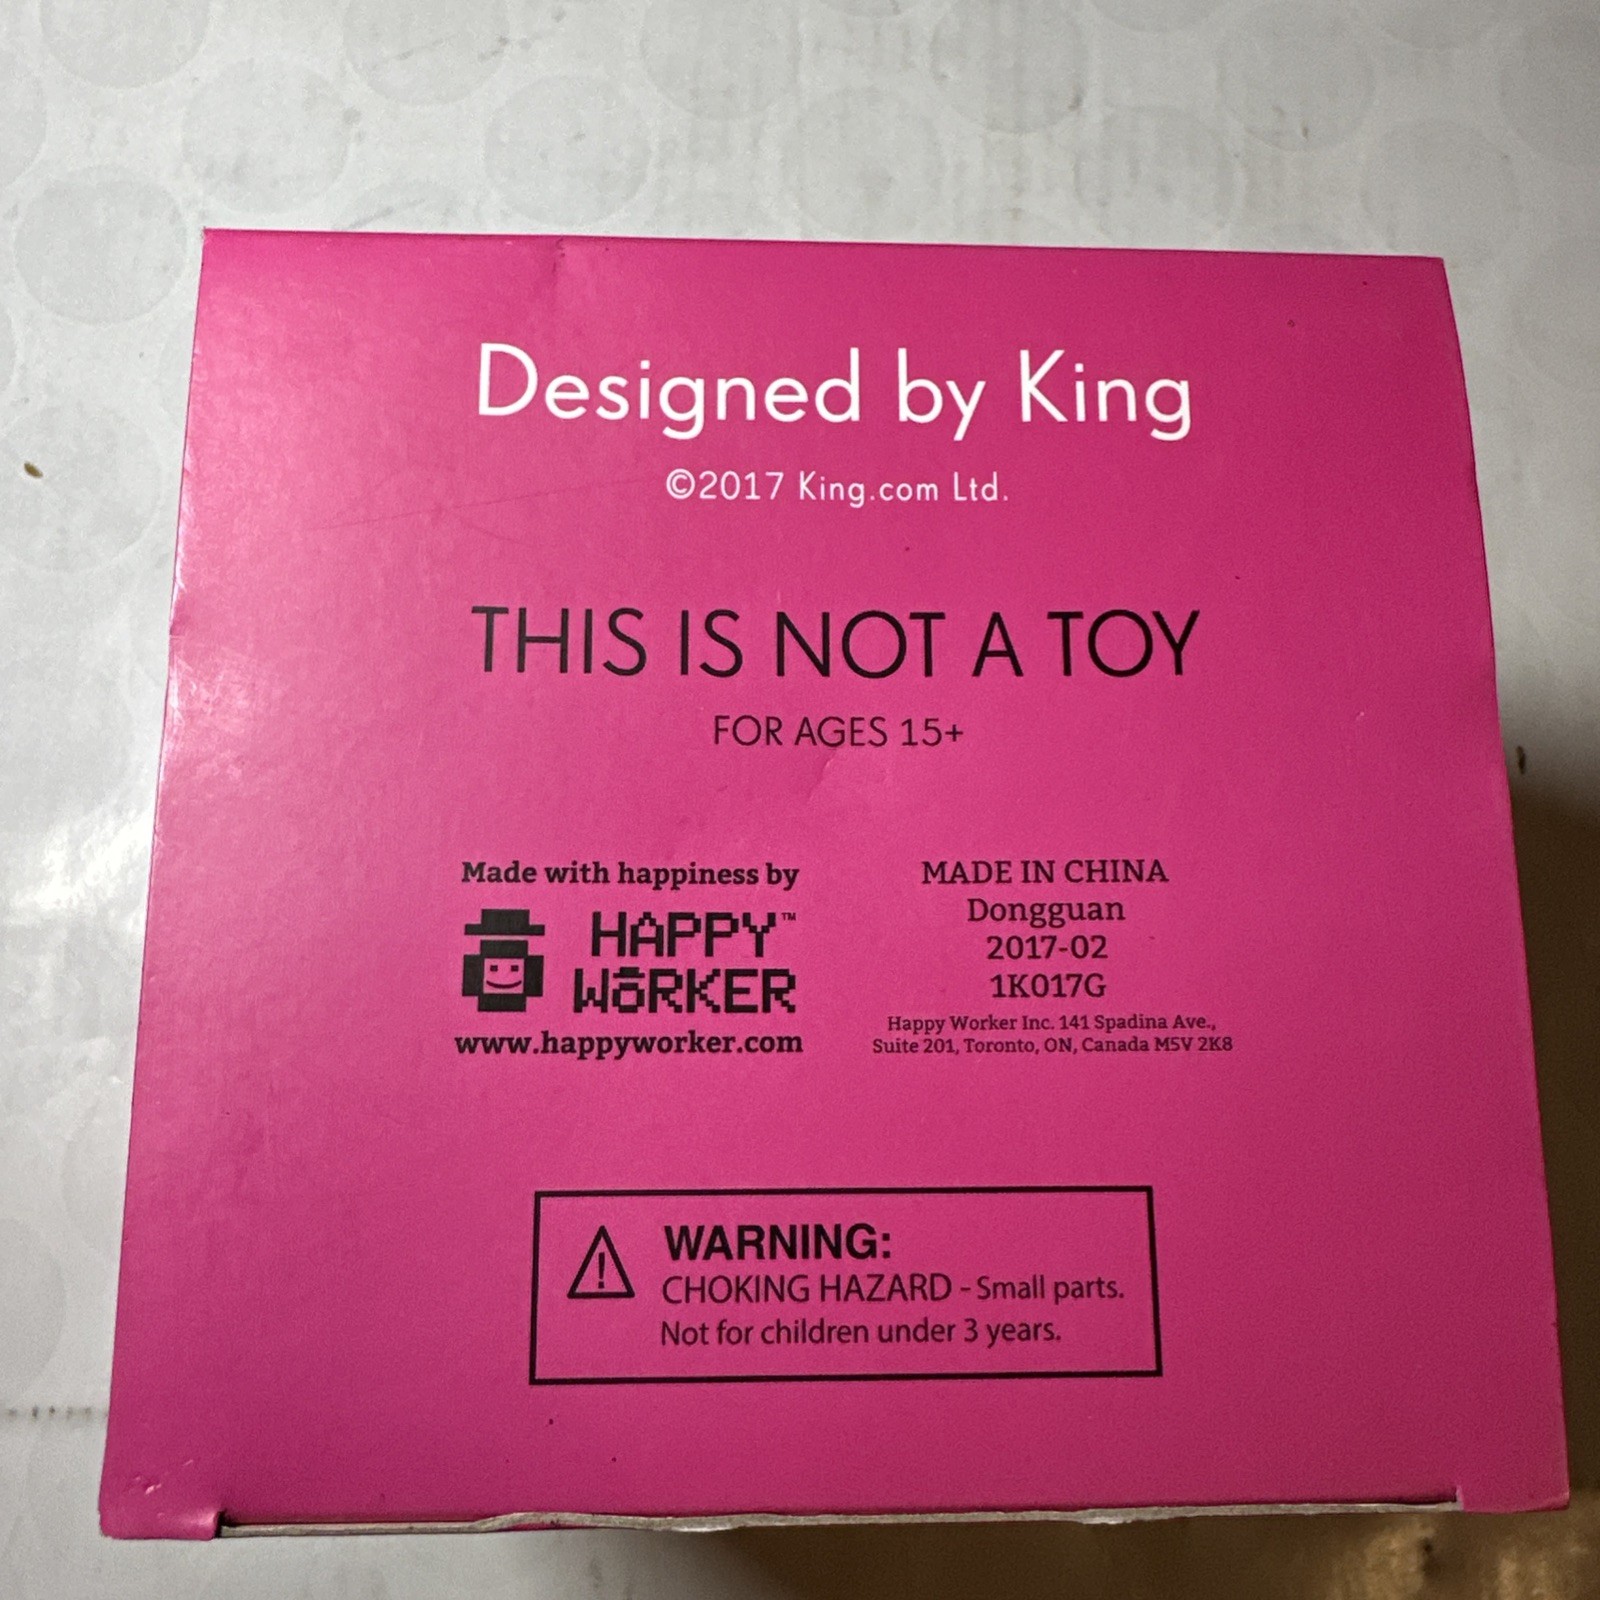 Designed by King
©2017 King.com Ltd.
THIS IS NOT A TOY
FOR AGES 15+
Made with happiness by
HAPPY™
WŌRKER
www.happyworker.com
MADE IN CHINA
Dongguan
2017-02
1K017G
Happy Worker Inc. 141 Spadina Ave.,
Suite 201, Toronto, ON, Canada M5V 2K8
WARNING:
CHOKING HAZARD - Small parts.
Not for children under 3 years.